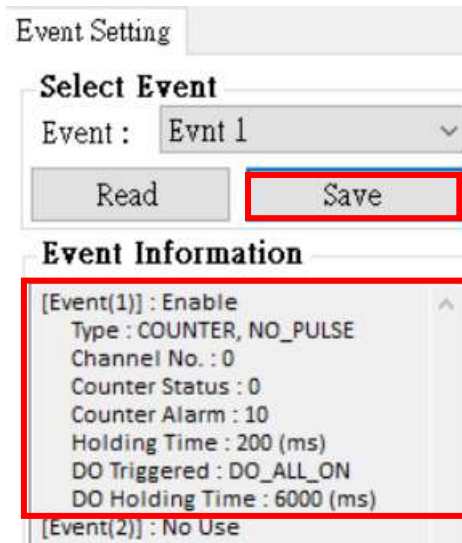 Event Setting
Select Event
Event : Evnt 1
Read Save
Event Information
[Event(1)] : Enable
Type : COUNTER, NO_PULSE
Channel No. : 0
Counter Status : 0
Counter Alarm : 10
Holding Time : 200 (ms)
DO Triggered : DO_ALL_ON
DO Holding Time : 6000 (ms)
[Event(2)] : No Use